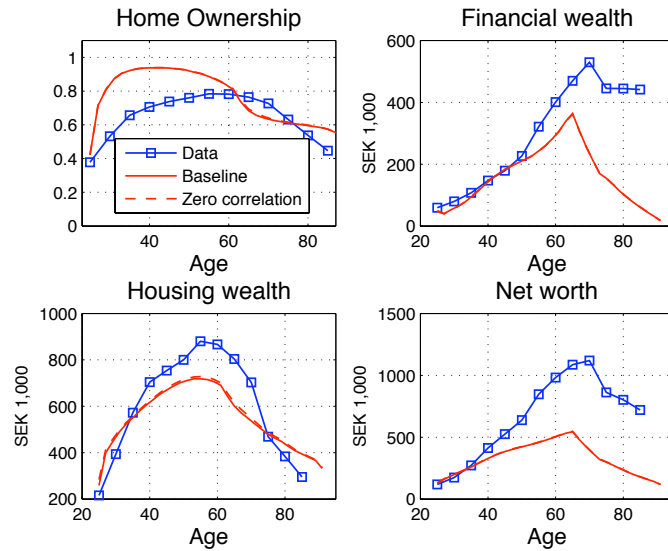 Home Ownership
1
0.8
0.6
0.4
0.2
0
Data
Baseline
Zero correlation
40
60
80
Age
Financial wealth
SEK 1,000
600
400
200
0
20
40
60
80
Age
Housing wealth
SEK 1,000
1000
800
600
400
200
20
40
60
80
Age
Net worth
SEK 1,000
1500
1000
500
0
20
40
60
80
Age